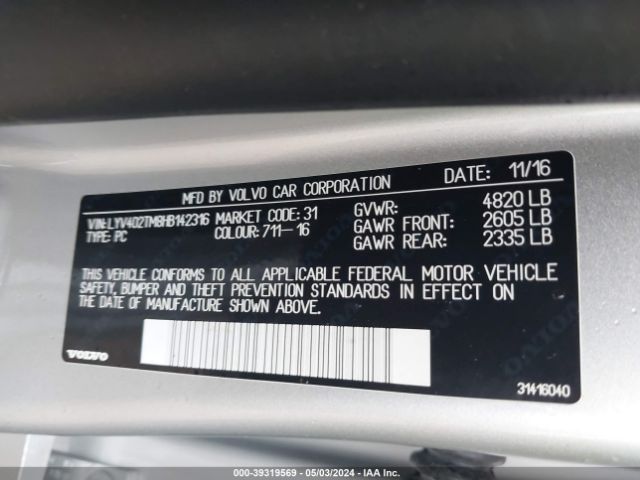 MFD BY VOLVO CAR CORPORATION DATE: 11/16
VIN:LYV402TM8HB142316 MARKET CODE: 31 GVWR: 4820 LB
TYPE: PC COLOUR: 711-16 GAWR FRONT: 2605 LB
GAWR REAR: 2335 LB
THIS VEHICLE CONFORMS TO ALL APPLICABLE FEDERAL MOTOR VEHICLE
SAFETY, BUMPER AND THEFT PREVENTION STANDARDS IN EFFECT ON
THE DATE OF MANUFACTURE SHOWN ABOVE.
VOLVO
31416040
000-39319569 - 05/03/2024 - IAA Inc.